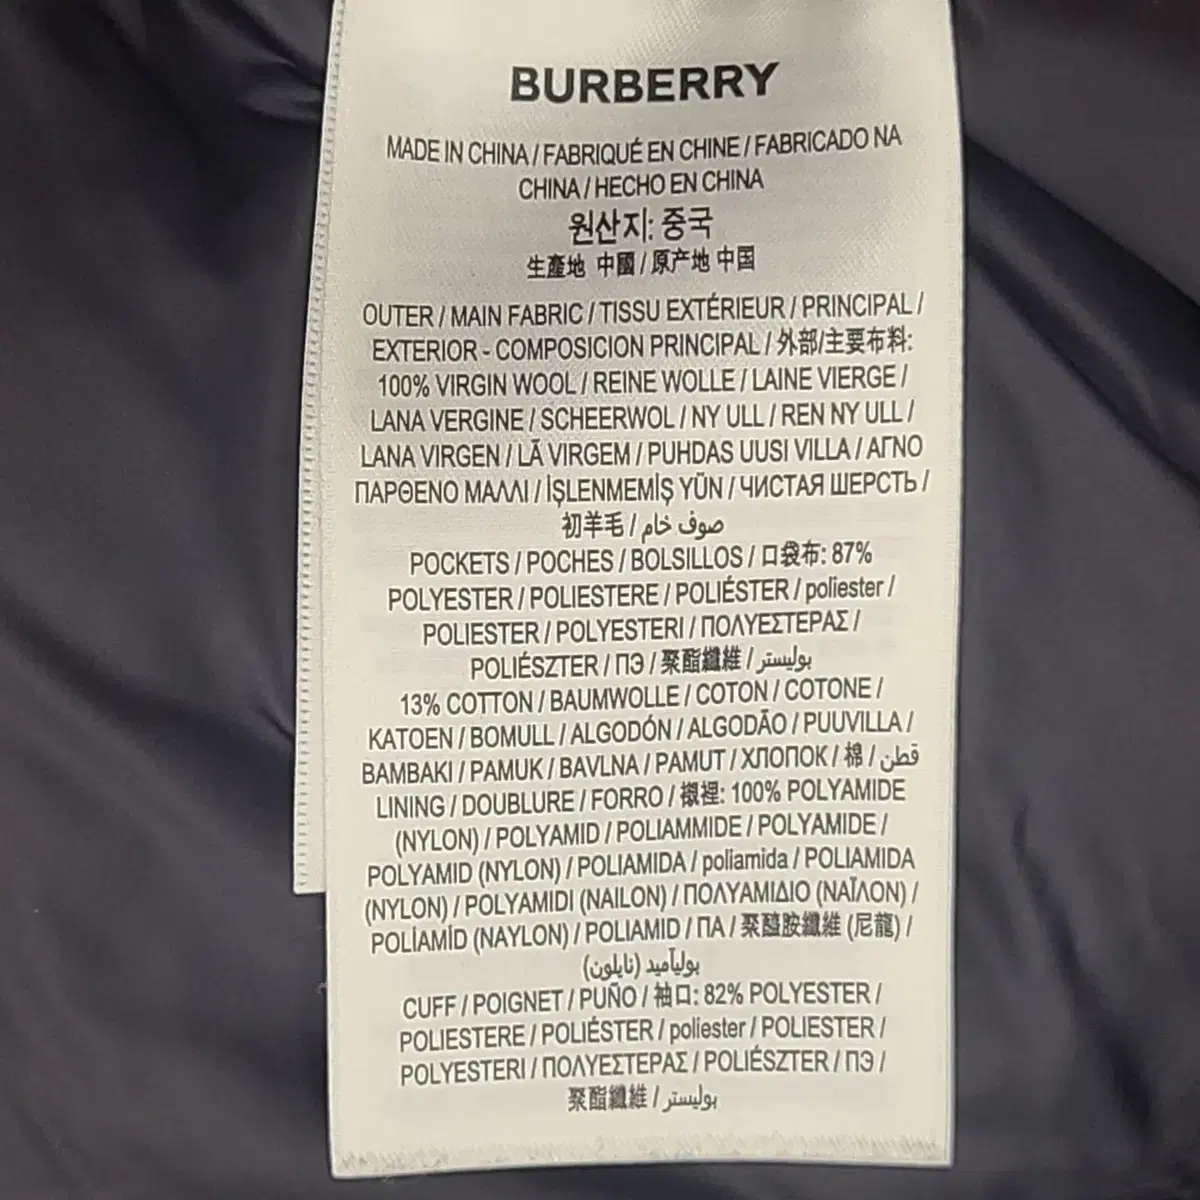 BURBERRY
MADE IN CHINA / FABRIQUÉ EN CHINE / FABRICADO NA
CHINA / HECHO EN CHINA
원산지: 중국
生產地 中國 / 原产地 中国
OUTER / MAIN FABRIC / TISSU EXTÉRIEUR / PRINCIPAL /
EXTERIOR - COMPOSICION PRINCIPAL / 外部/主要布料:
100% VIRGIN WOOL / REINE WOLLE / LAINE VIERGE /
LANA VERGINE / SCHEERWOL / NY ULL / REN NY ULL /
LANA VIRGEN / LÃ VIRGEM / PUHDAS UUSI VILLA / ΑΓΝΟ
ΠΑΡΘΕΝΟ ΜΑΛΛΙ / İŞLENMEMİŞ YÜN / ЧИСТАЯ ШЕРСТЬ /
初羊毛 / صوف خام
POCKETS / POCHES / BOLSILLOS / 口袋布: 87%
POLYESTER / POLIESTERE / POLIÉSTER / poliester /
POLIESTER / POLYESTERI / ΠΟΛΥΕΣΤΕΡΑΣ /
POLIÉSZTER / ПЭ / 聚酯纖維 / بوليستر
13% COTTON / BAUMWOLLE / COTON / COTONE /
KATOEN / BOMULL / ALGODÓN / ALGODÃO / PUUVILLA /
BAMBAKI / PAMUK / BAVLNA / PAMUT / ХЛОПОК / 棉 / قطن
LINING / DOUBLURE / FORRO / 襯裡: 100% POLYAMIDE
(NYLON) / POLYAMID / POLIAMMIDE / POLYAMIDE /
POLYAMID (NYLON) / POLIAMIDA / poliamida / POLIAMIDA
(NYLON) / POLYAMIDI (NAILON) / ΠΟΛΥΑΜΙΔΙΟ (ΝΑΪΛΟΝ) /
POLİAMİD (NAYLON) / POLIAMID / ПА / 聚醯胺纖維 (尼龍) /
بولياميد (نايلون)
CUFF / POIGNET / PUÑO / 袖口: 82% POLYESTER /
POLIESTERE / POLIÉSTER / poliester / POLIESTER /
POLYESTERI / ΠΟΛΥΕΣΤΕΡΑΣ / POLIÉSZTER / ПЭ /
聚酯纖維 / بوليستر